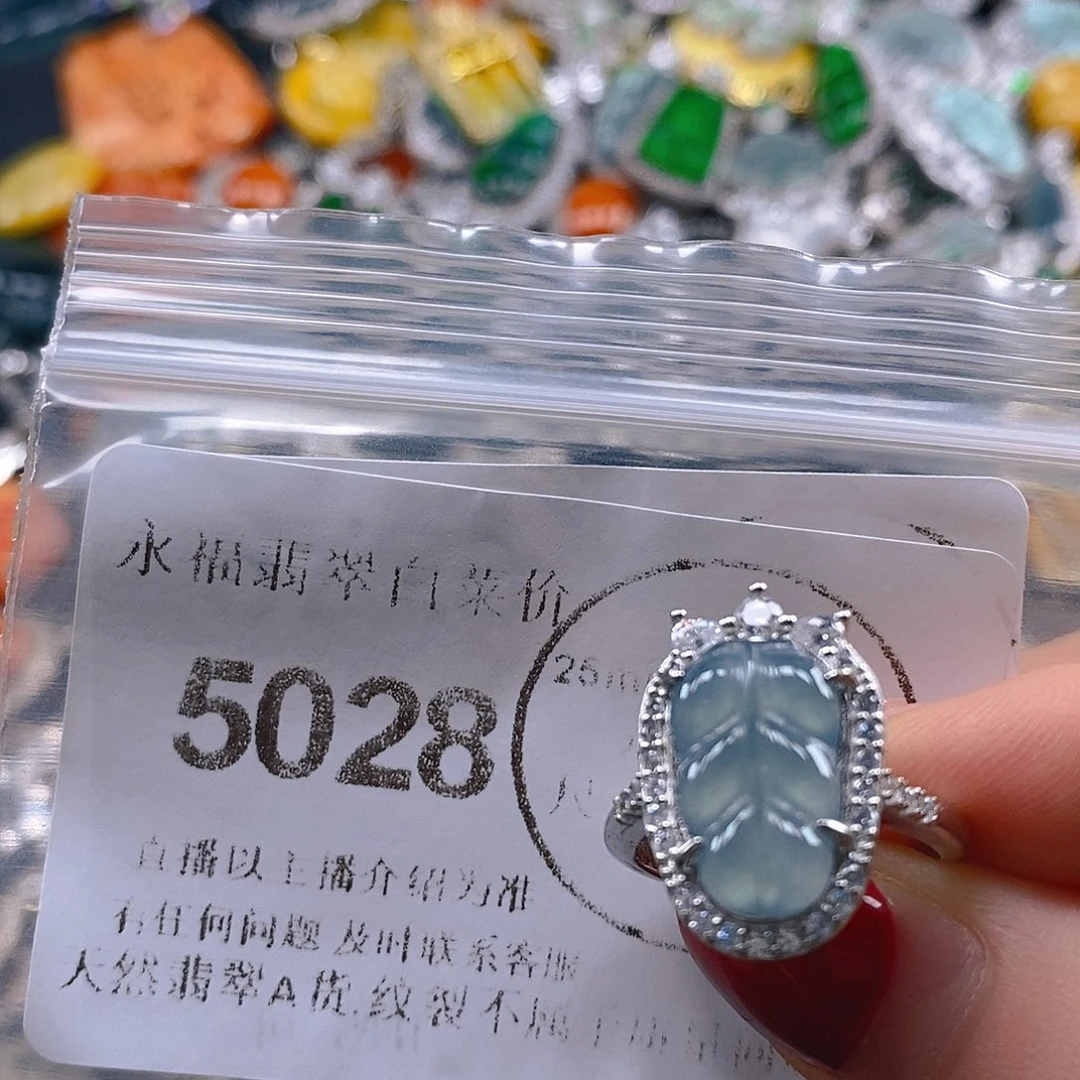 永福翡翠白菜价
25m
5028
尺
直播以主播介绍为准
有任何问题及时联系客服
天然翡翠A货，纹裂不属于质量问